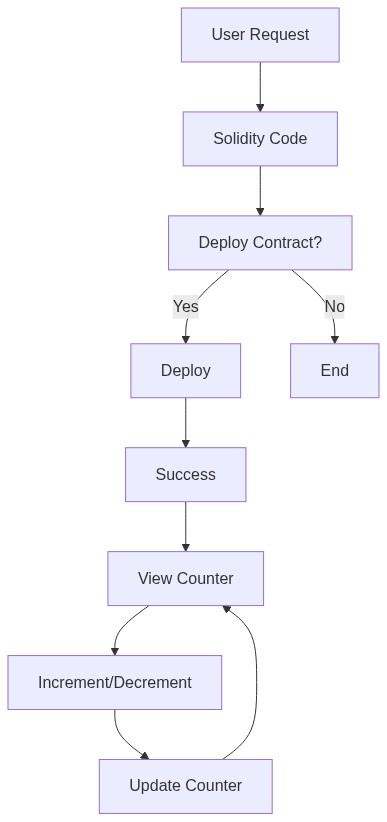 User Request
Solidity Code
Deploy Contract?
Yes
No
Deploy
End
Success
View Counter
Increment/Decrement
Update Counter